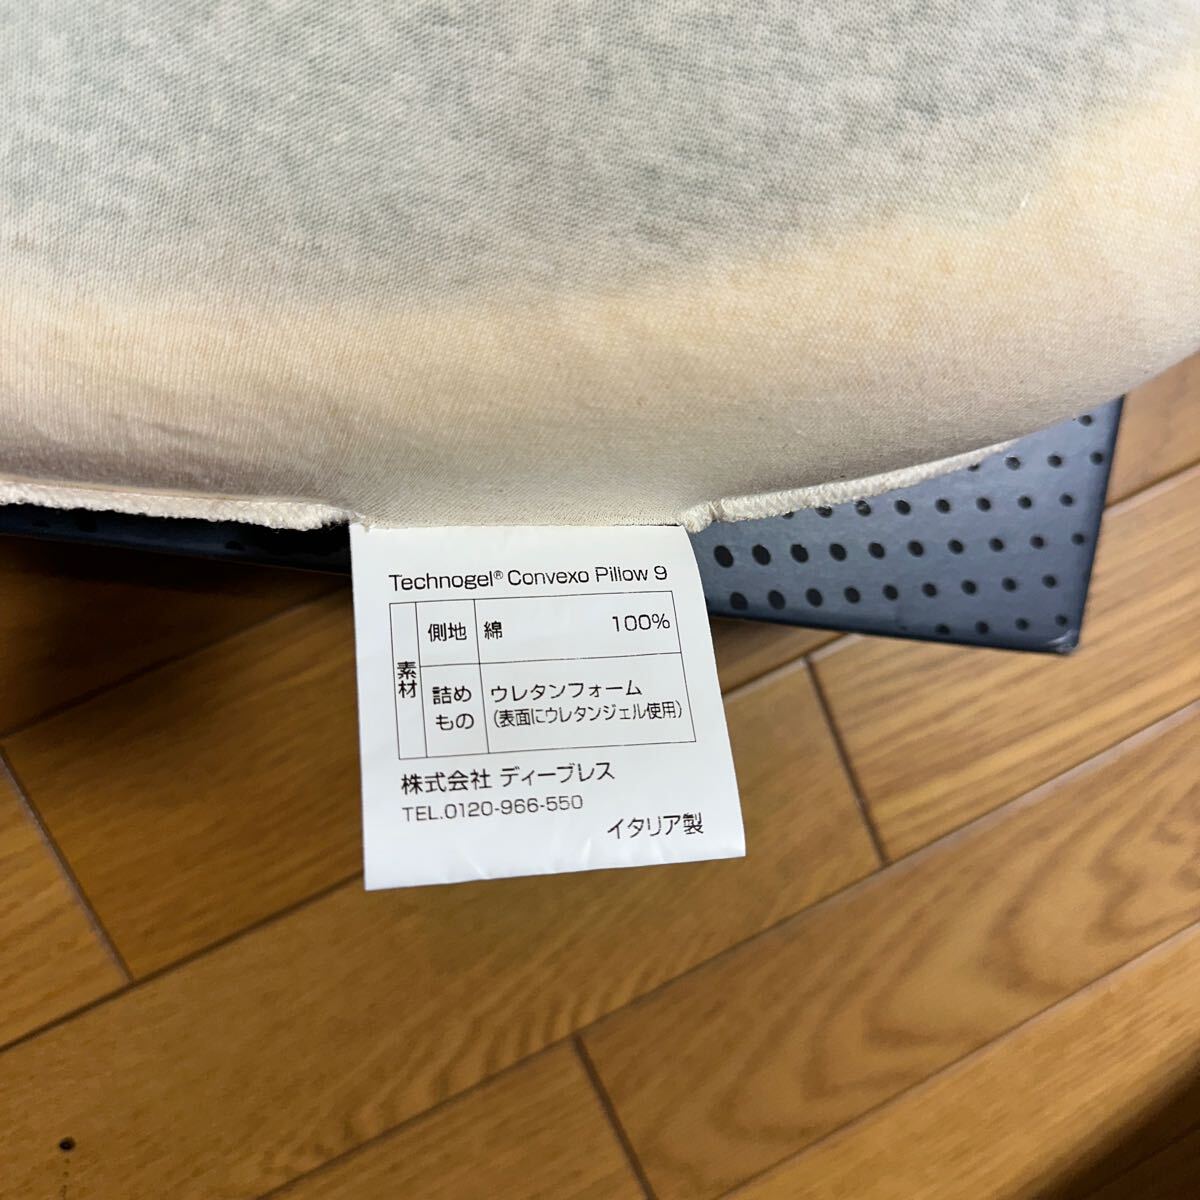 Technogel® Convexo Pillow 9
素材
側地 綿 100%
詰めもの ウレタンフォーム
(表面にウレタンジェル使用)
株式会社 ディーブレス
TEL.0120-966-550
イタリア製